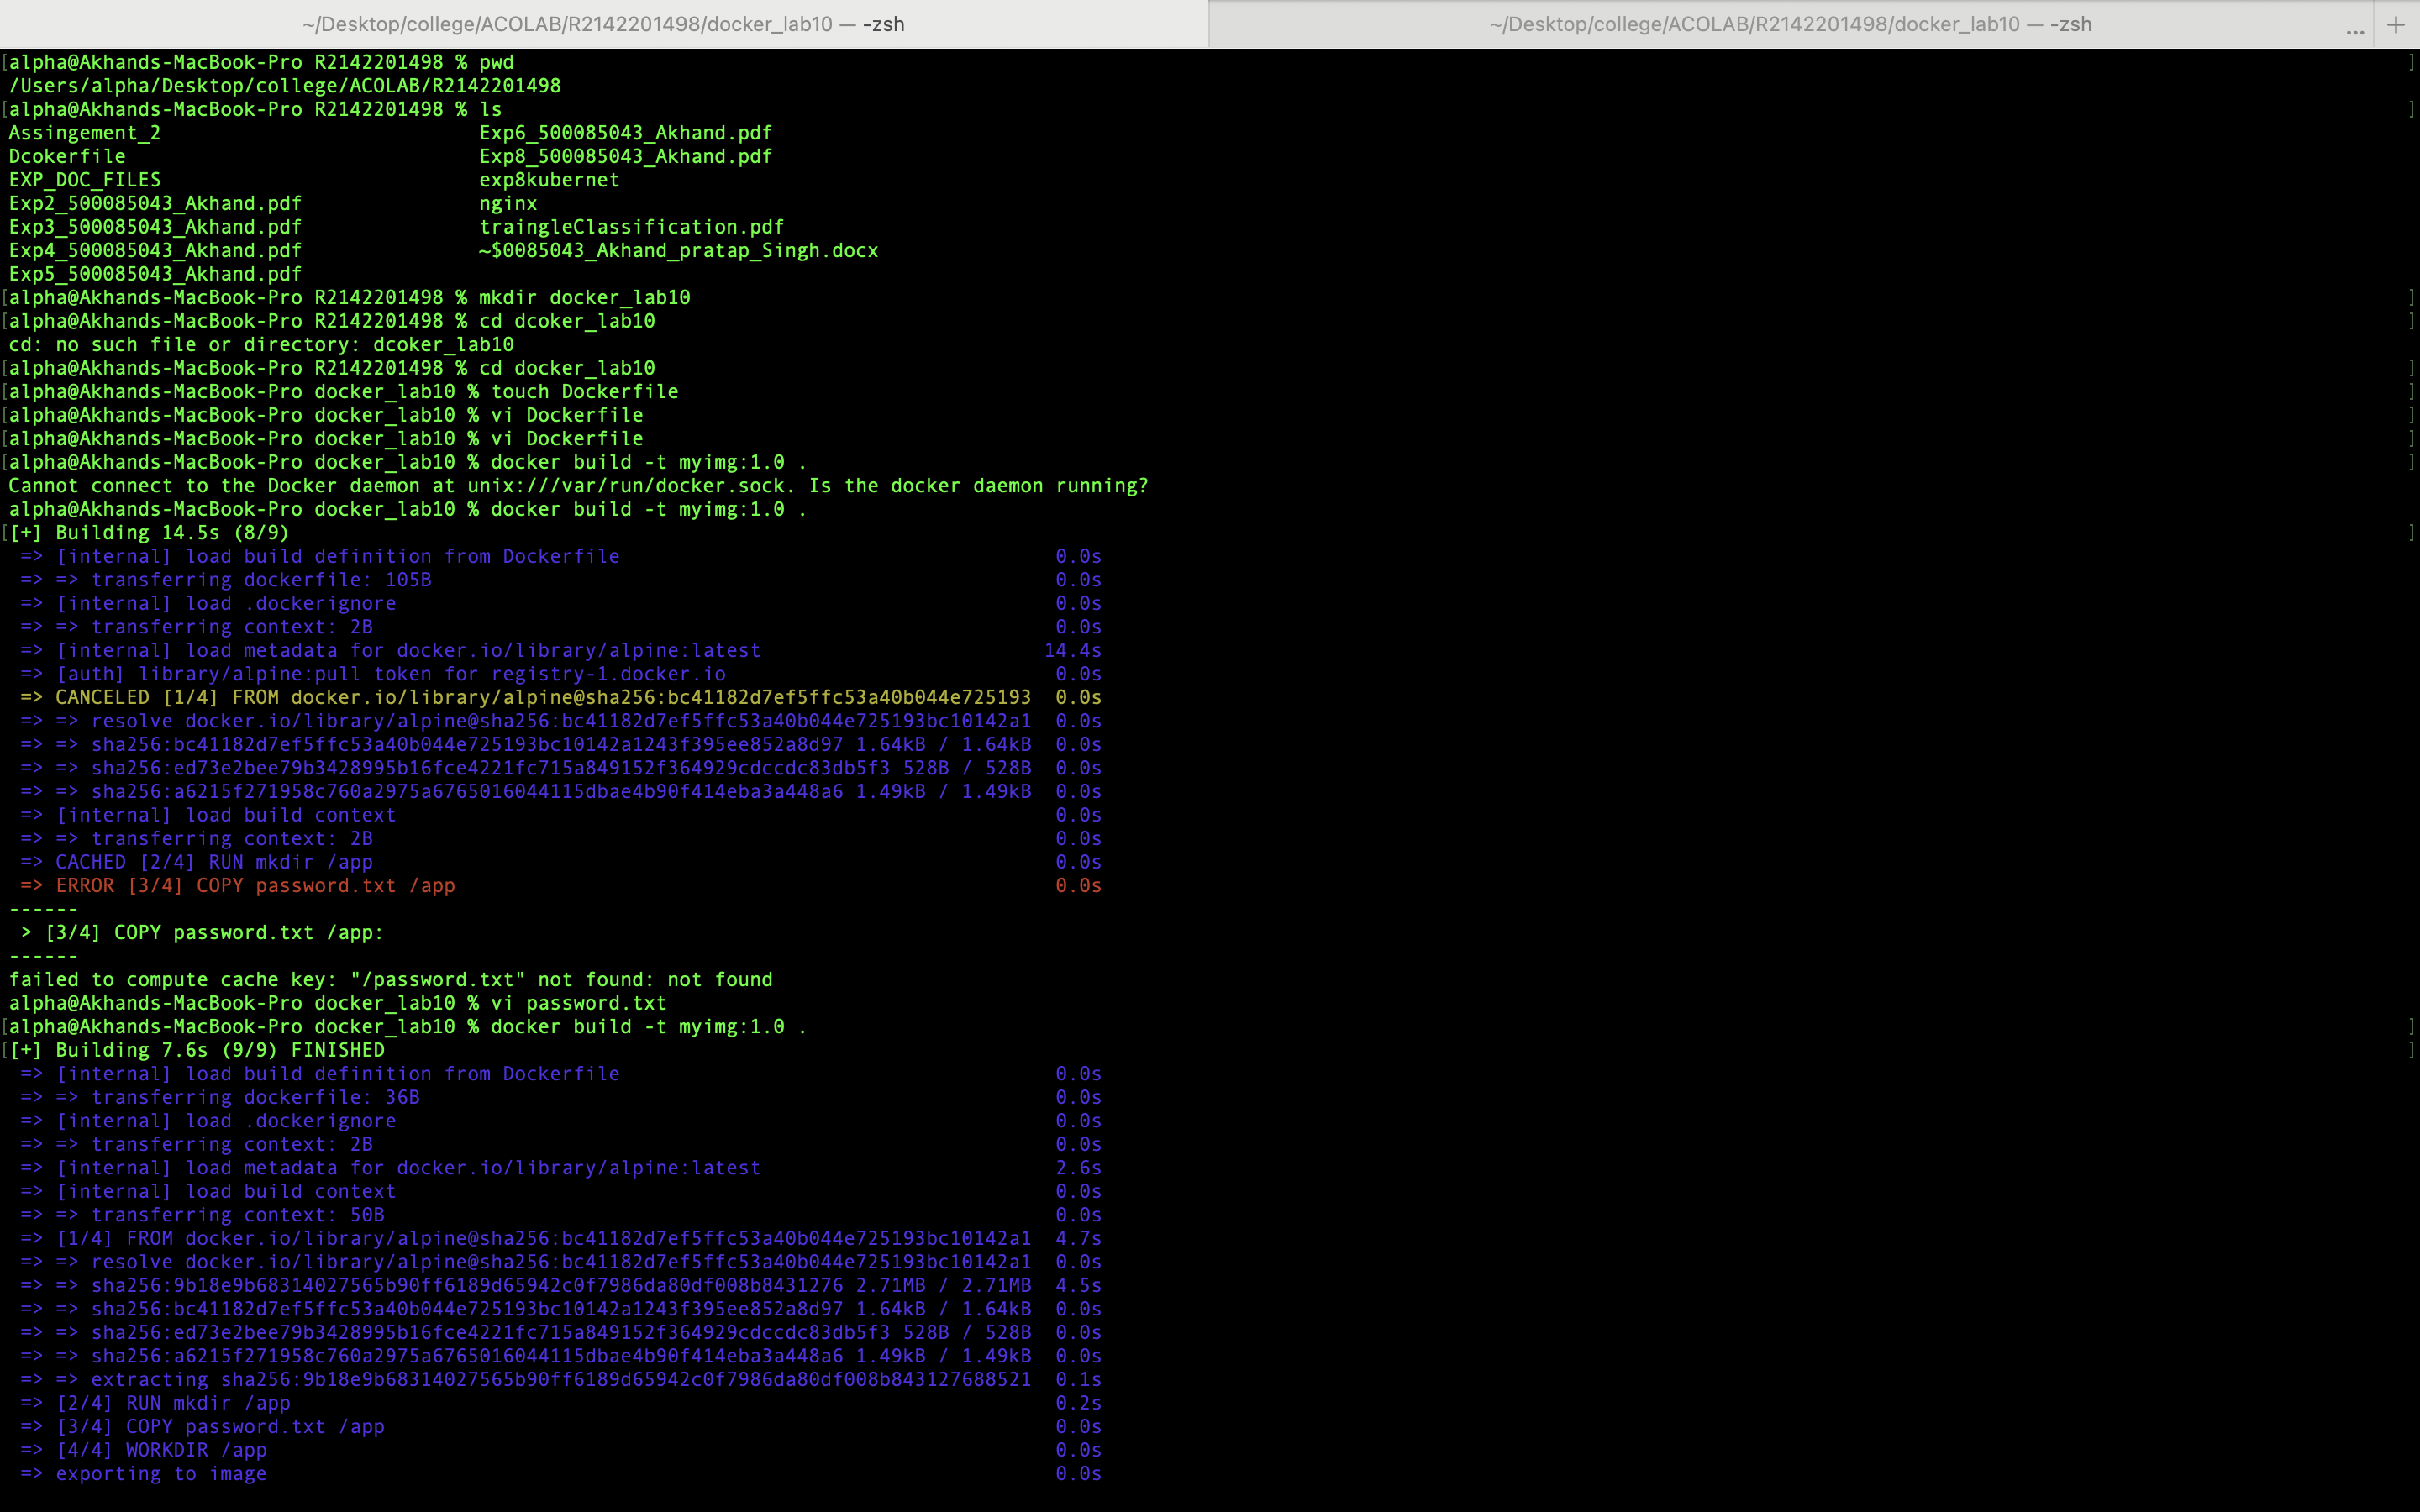 ~/Desktop/college/ACOLAB/R2142201498/docker_lab10 — -zsh
~/Desktop/college/ACOLAB/R2142201498/docker_lab10 — -zsh ... +
[alpha@Akhands-MacBook-Pro R2142201498 % pwd ]
/Users/alpha/Desktop/college/ACOLAB/R2142201498
[alpha@Akhands-MacBook-Pro R2142201498 % ls ]
Assingement_2 Exp6_500085043_Akhand.pdf
Dcokerfile Exp8_500085043_Akhand.pdf
EXP_DOC_FILES exp8kubernet
Exp2_500085043_Akhand.pdf nginx
Exp3_500085043_Akhand.pdf traingleClassification.pdf
Exp4_500085043_Akhand.pdf ~$0085043_Akhand_pratap_Singh.docx
Exp5_500085043_Akhand.pdf
[alpha@Akhands-MacBook-Pro R2142201498 % mkdir docker_lab10 ]
[alpha@Akhands-MacBook-Pro R2142201498 % cd dcoker_lab10 ]
cd: no such file or directory: dcoker_lab10
[alpha@Akhands-MacBook-Pro R2142201498 % cd docker_lab10 ]
[alpha@Akhands-MacBook-Pro docker_lab10 % touch Dockerfile ]
[alpha@Akhands-MacBook-Pro docker_lab10 % vi Dockerfile ]
[alpha@Akhands-MacBook-Pro docker_lab10 % vi Dockerfile ]
[alpha@Akhands-MacBook-Pro docker_lab10 % docker build -t myimg:1.0 . ]
Cannot connect to the Docker daemon at unix:///var/run/docker.sock. Is the docker daemon running?
alpha@Akhands-MacBook-Pro docker_lab10 % docker build -t myimg:1.0 .
[[+] Building 14.5s (8/9) ]
=> [internal] load build definition from Dockerfile 0.0s
=> => transferring dockerfile: 105B 0.0s
=> [internal] load .dockerignore 0.0s
=> => transferring context: 2B 0.0s
=> [internal] load metadata for docker.io/library/alpine:latest 14.4s
=> [auth] library/alpine:pull token for registry-1.docker.io 0.0s
=> CANCELED [1/4] FROM docker.io/library/alpine@sha256:bc41182d7ef5ffc53a40b044e725193 0.0s
=> => resolve docker.io/library/alpine@sha256:bc41182d7ef5ffc53a40b044e725193bc10142a1 0.0s
=> => sha256:bc41182d7ef5ffc53a40b044e725193bc10142a1243f395ee852a8d97 1.64kB / 1.64kB 0.0s
=> => sha256:ed73e2bee79b3428995b16fce4221fc715a849152f364929cdccdc83db5f3 528B / 528B 0.0s
=> => sha256:a6215f271958c760a2975a6765016044115dbae4b90f414eba3a448a6 1.49kB / 1.49kB 0.0s
=> [internal] load build context 0.0s
=> => transferring context: 2B 0.0s
=> CACHED [2/4] RUN mkdir /app 0.0s
=> ERROR [3/4] COPY password.txt /app 0.0s
------
> [3/4] COPY password.txt /app:
------
failed to compute cache key: "/password.txt" not found: not found
alpha@Akhands-MacBook-Pro docker_lab10 % vi password.txt
[alpha@Akhands-MacBook-Pro docker_lab10 % docker build -t myimg:1.0 . ]
[[+] Building 7.6s (9/9) FINISHED ]
=> [internal] load build definition from Dockerfile 0.0s
=> => transferring dockerfile: 36B 0.0s
=> [internal] load .dockerignore 0.0s
=> => transferring context: 2B 0.0s
=> [internal] load metadata for docker.io/library/alpine:latest 2.6s
=> [internal] load build context 0.0s
=> => transferring context: 50B 0.0s
=> [1/4] FROM docker.io/library/alpine@sha256:bc41182d7ef5ffc53a40b044e725193bc10142a1 4.7s
=> => resolve docker.io/library/alpine@sha256:bc41182d7ef5ffc53a40b044e725193bc10142a1 0.0s
=> => sha256:9b18e9b68314027565b90ff6189d65942c0f7986da80df008b8431276 2.71MB / 2.71MB 4.5s
=> => sha256:bc41182d7ef5ffc53a40b044e725193bc10142a1243f395ee852a8d97 1.64kB / 1.64kB 0.0s
=> => sha256:ed73e2bee79b3428995b16fce4221fc715a849152f364929cdccdc83db5f3 528B / 528B 0.0s
=> => sha256:a6215f271958c760a2975a6765016044115dbae4b90f414eba3a448a6 1.49kB / 1.49kB 0.0s
=> => extracting sha256:9b18e9b68314027565b90ff6189d65942c0f7986da80df008b843127688521 0.1s
=> [2/4] RUN mkdir /app 0.2s
=> [3/4] COPY password.txt /app 0.0s
=> [4/4] WORKDIR /app 0.0s
=> exporting to image 0.0s